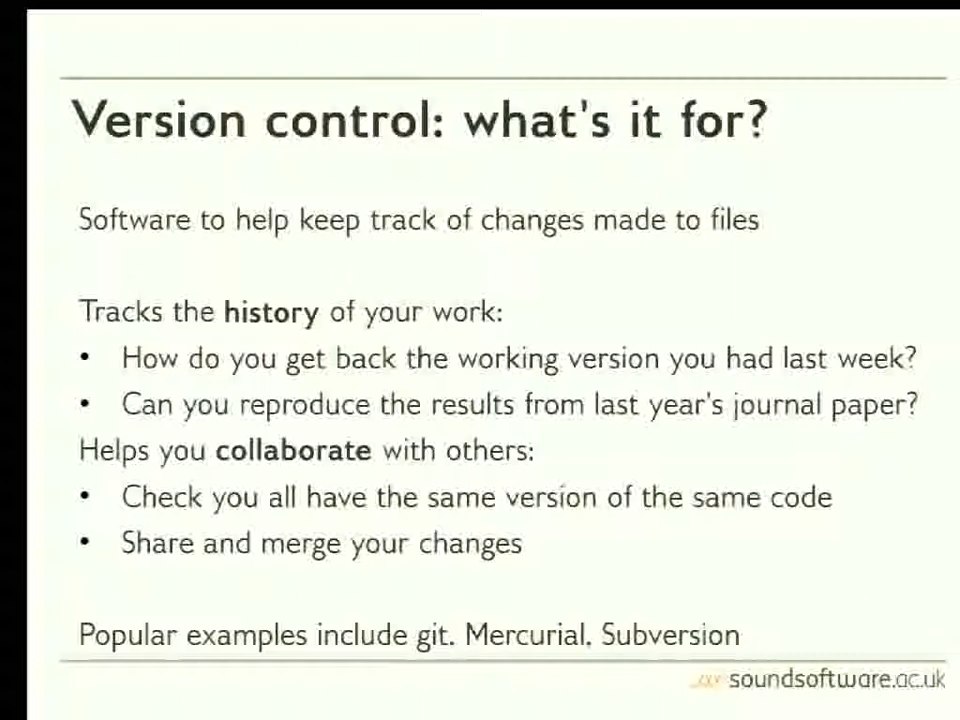 Version control: what's it for?
Software to help keep track of changes made to files
Tracks the history of your work:
• How do you get back the working version you had last week?
• Can you reproduce the results from last year's journal paper?
Helps you collaborate with others:
• Check you all have the same version of the same code
• Share and merge your changes
Popular examples include git, Mercurial, Subversion
soundsoftware.ac.uk